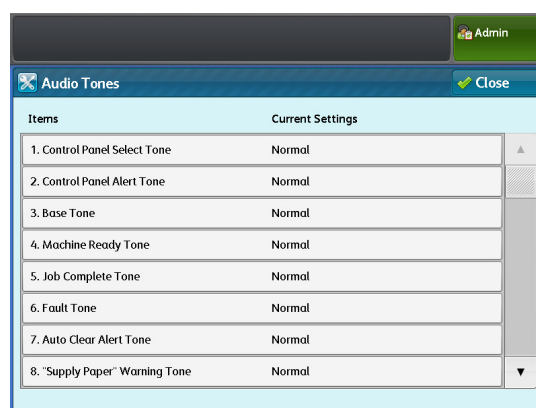 Admin
Audio Tones
Close
Items Current Settings
1. Control Panel Select Tone Normal
2. Control Panel Alert Tone Normal
3. Base Tone Normal
4. Machine Ready Tone Normal
5. Job Complete Tone Normal
6. Fault Tone Normal
7. Auto Clear Alert Tone Normal
8. "Supply Paper" Warning Tone Normal